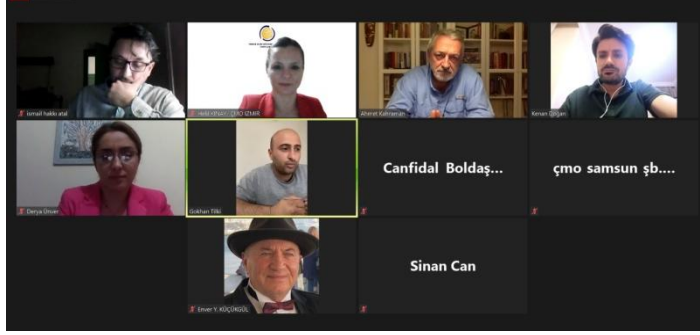 İsmail hakkı atal
ÇMO İZMİR
Ahmet Kahraman
Kenan Doğan
Derya Ünver
Gökhan Tilki
Canfidal Boldaş...
çmo samsun şb....
Enver Y. KÜÇÜKGÜL
Sinan Can